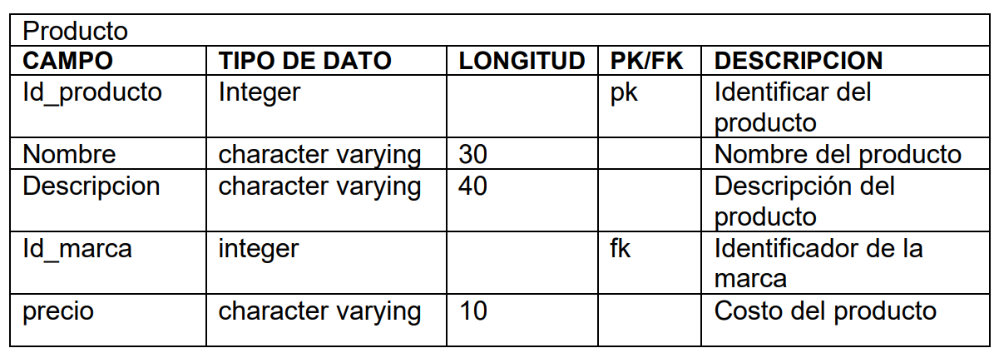 Producto
CAMPO TIPO DE DATO LONGITUD PK/FK DESCRIPCION
Id_producto Integer pk Identificar del
producto
Nombre character varying 30 Nombre del producto
Descripcion character varying 40 Descripción del
producto
Id_marca integer fk Identificador de la
marca
precio character varying 10 Costo del producto